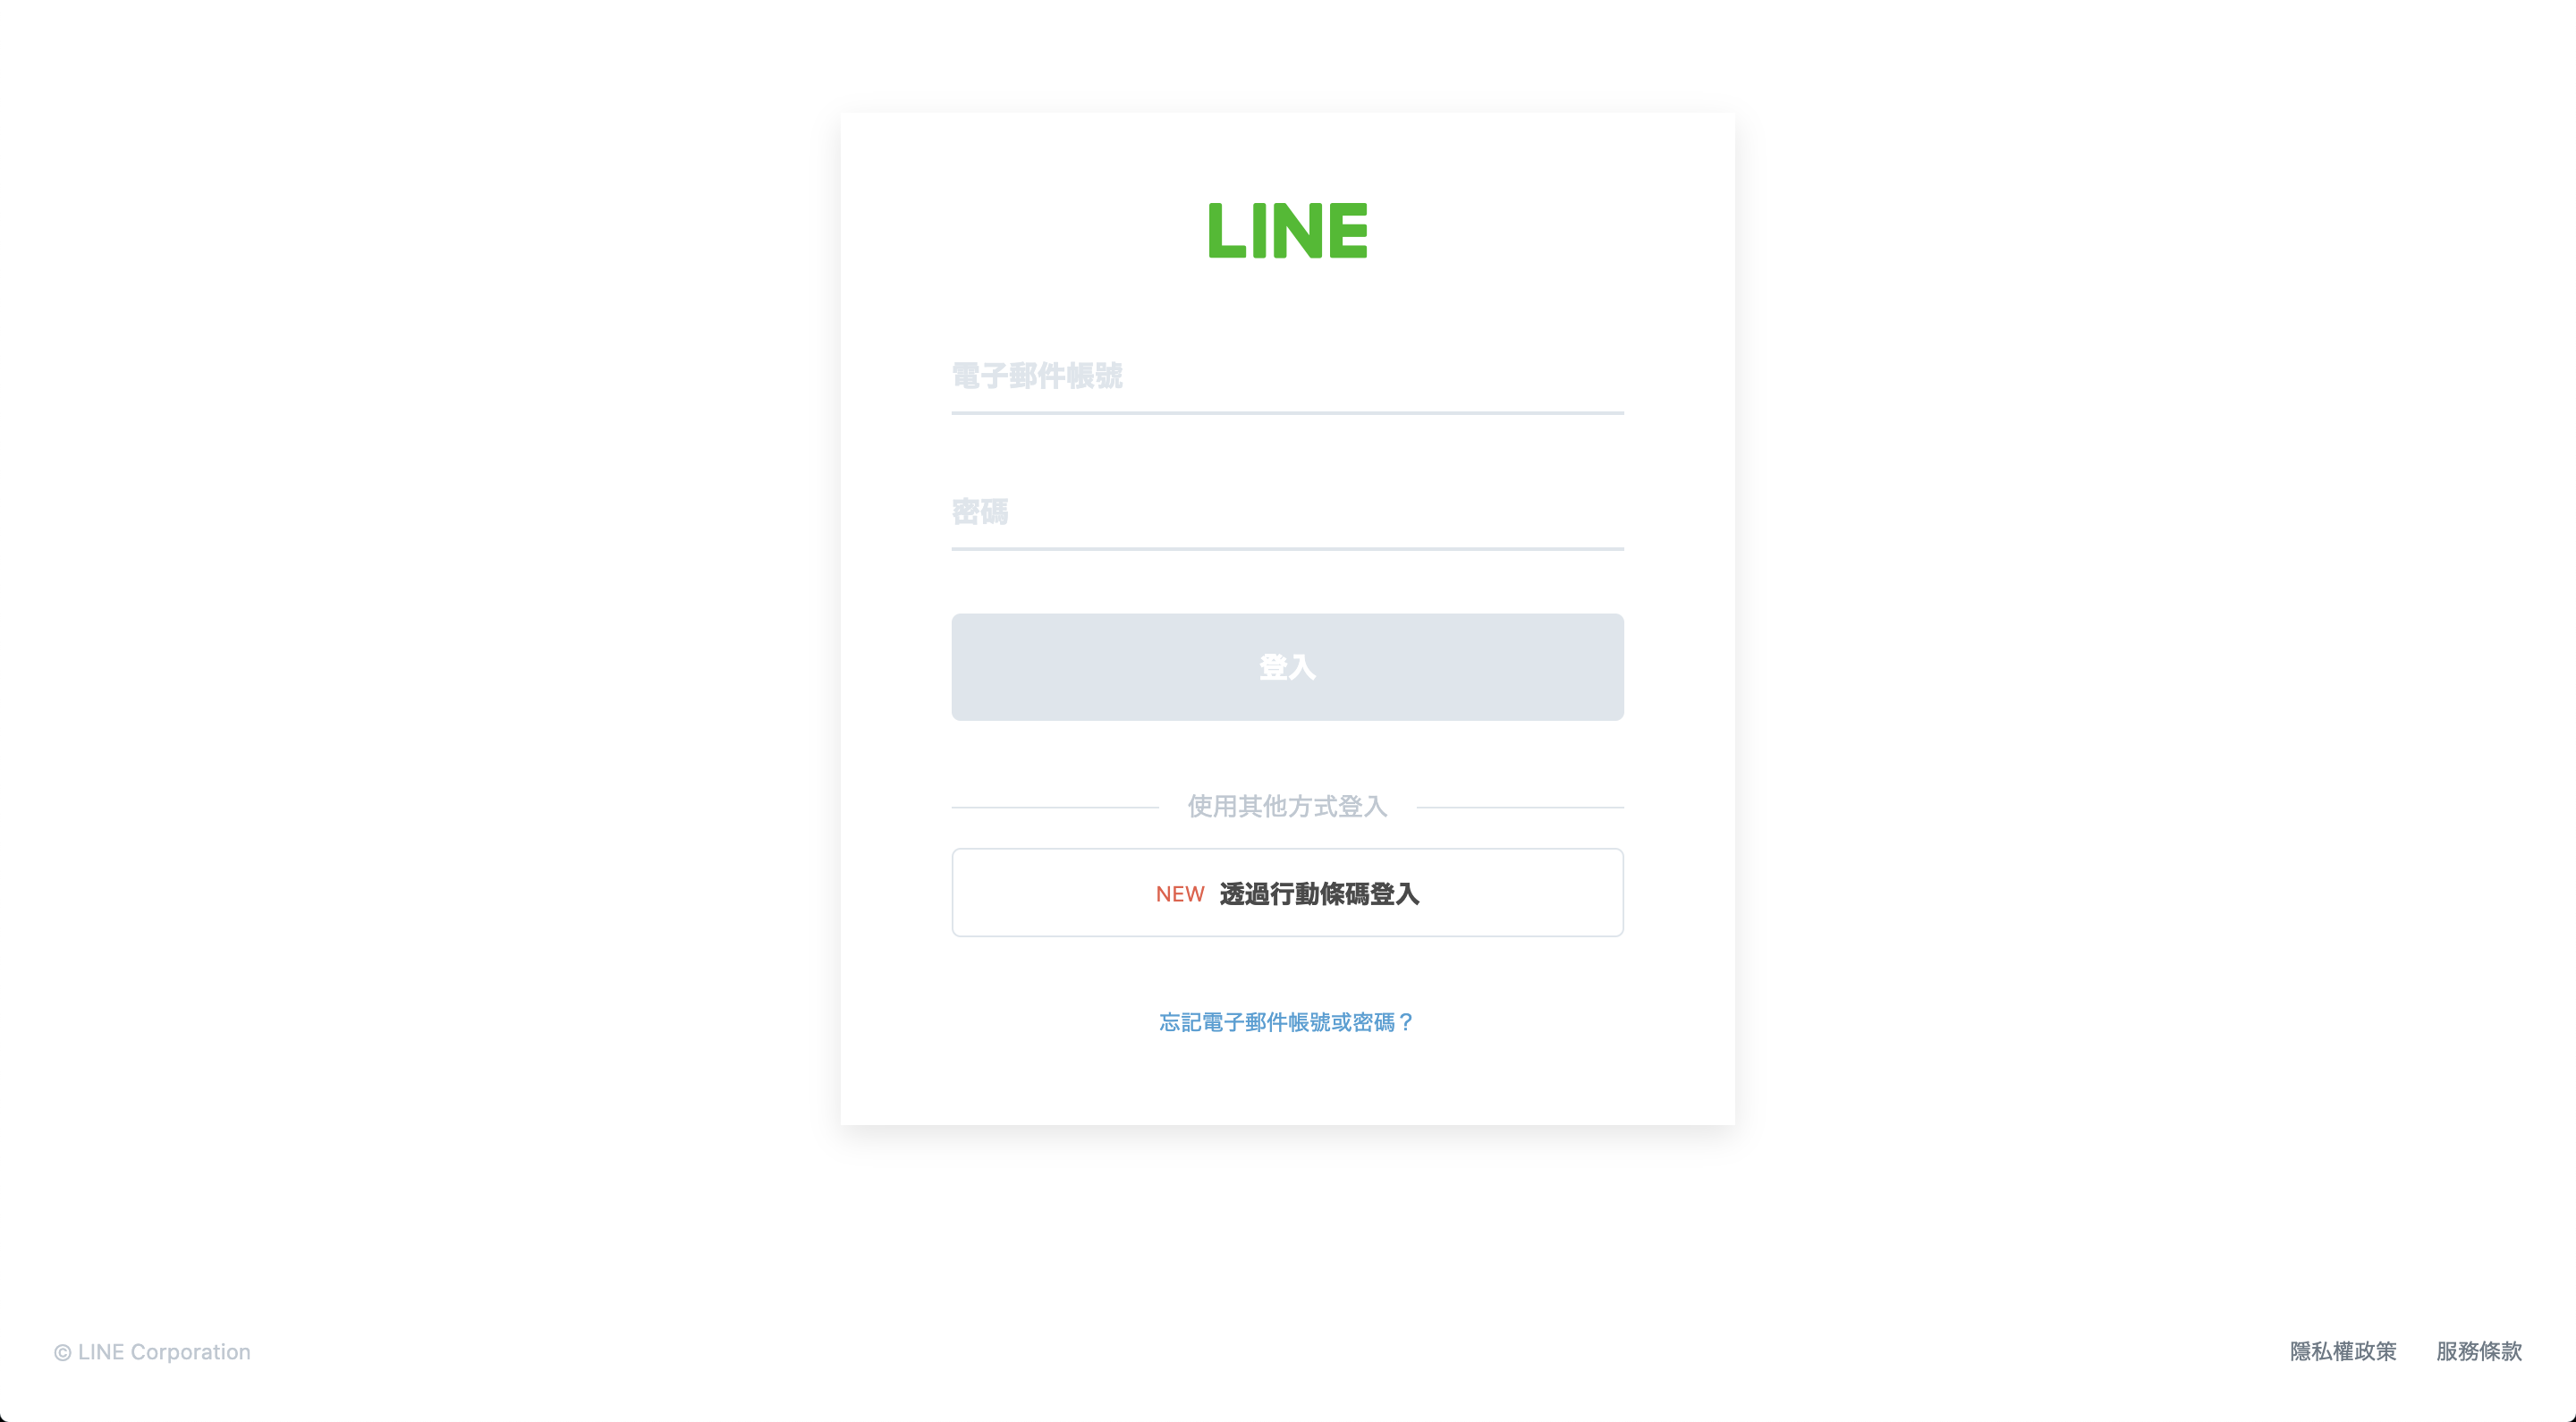 LINE
電子郵件帳號
密碼
登入
使用其他方式登入
NEW 透過行動條碼登入
忘記電子郵件帳號或密碼？
© LINE Corporation
隱私權政策 服務條款